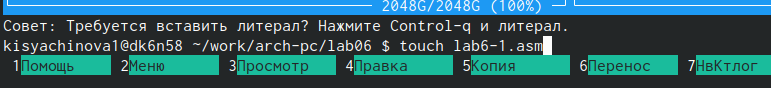 2048G/2048G (100%)
Совет: Требуется вставить литерал? Нажмите Control-q и литерал.
kisyachinova1@dk6n58 ~/work/arch-pc/lab06 $ touch lab6-1.asm
1Помощь 2Меню 3Просмотр 4Правка 5Копия 6Перенос 7НвКтлог